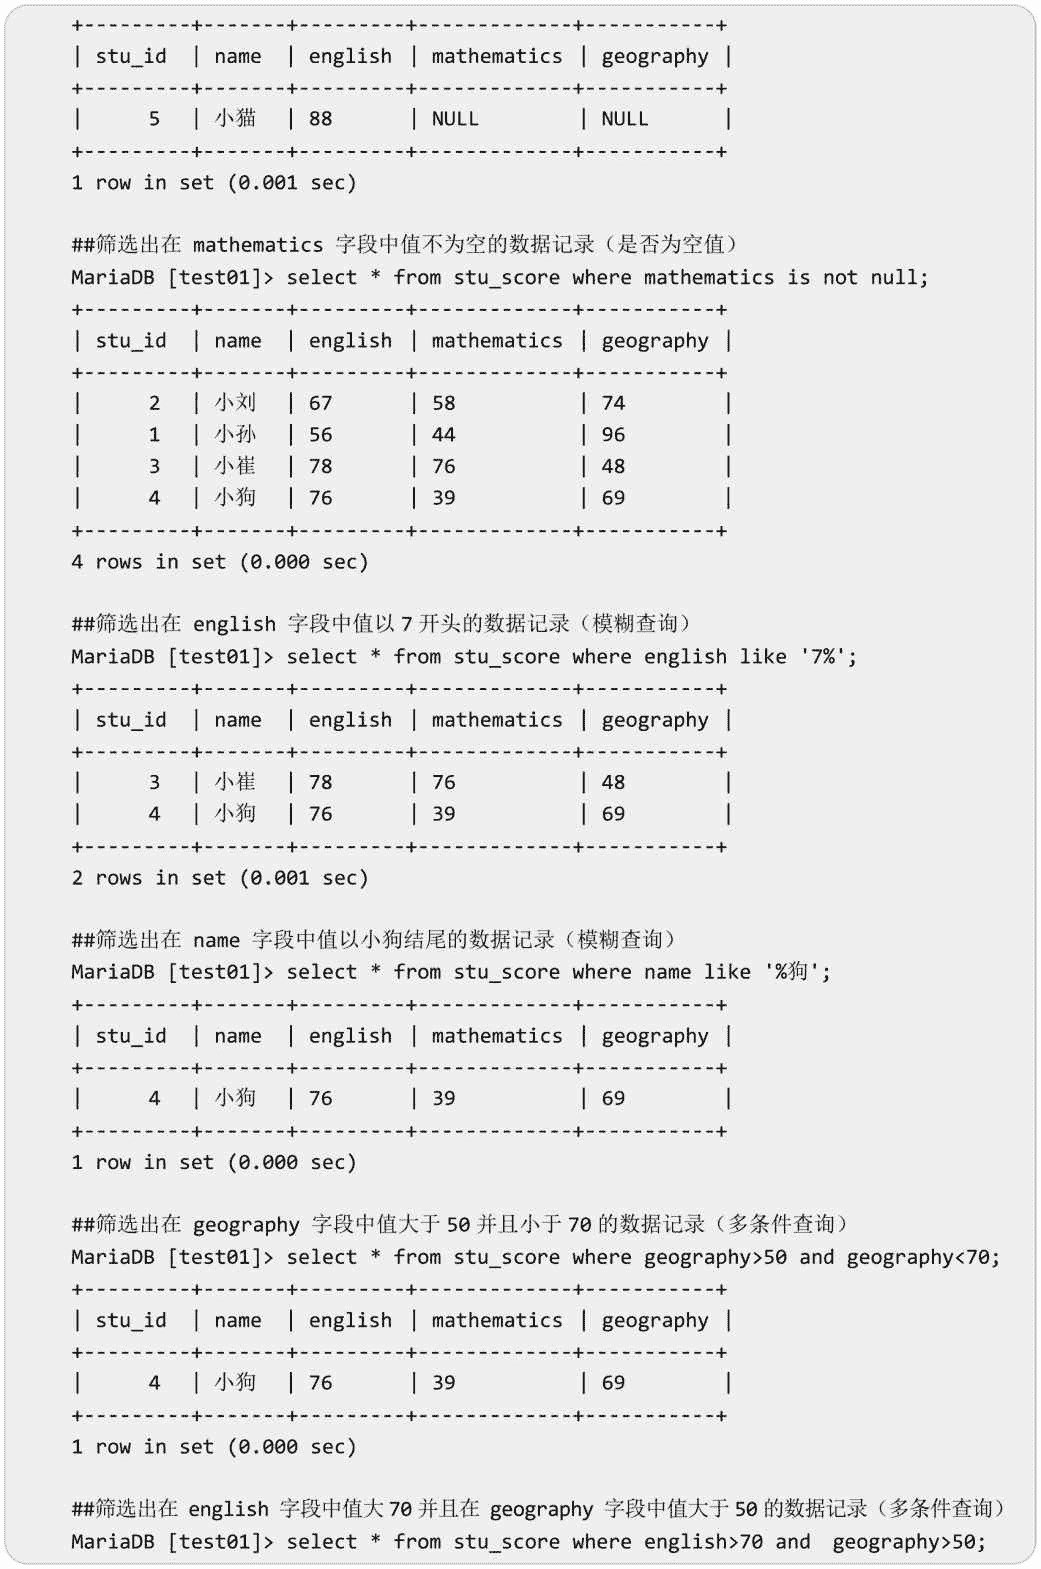 +---------+-------+---------+-------------+-----------+
| stu_id  | name  | english | mathematics | geography |
+---------+-------+---------+-------------+-----------+
|      5  | 小猫  | 88      | NULL        | NULL      |
+---------+-------+---------+-------------+-----------+
1 row in set (0.001 sec)
##筛选出在 mathematics 字段中值不为空的数据记录（是否为空值）
MariaDB [test01]> select * from stu_score where mathematics is not null;
+---------+-------+---------+-------------+-----------+
| stu_id  | name  | english | mathematics | geography |
+---------+-------+---------+-------------+-----------+
|      2  | 小刘  | 67      | 58          | 74        |
|      1  | 小孙  | 56      | 44          | 96        |
|      3  | 小崔  | 78      | 76          | 48        |
|      4  | 小狗  | 76      | 39          | 69        |
+---------+-------+---------+-------------+-----------+
4 rows in set (0.000 sec)
##筛选出在 english 字段中值以 7 开头的数据记录（模糊查询）
MariaDB [test01]> select * from stu_score where english like '7%';
+---------+-------+---------+-------------+-----------+
| stu_id  | name  | english | mathematics | geography |
+---------+-------+---------+-------------+-----------+
|      3  | 小崔  | 78      | 76          | 48        |
|      4  | 小狗  | 76      | 39          | 69        |
+---------+-------+---------+-------------+-----------+
2 rows in set (0.001 sec)
##筛选出在 name 字段中值以小狗结尾的数据记录（模糊查询）
MariaDB [test01]> select * from stu_score where name like '%狗';
+---------+-------+---------+-------------+-----------+
| stu_id  | name  | english | mathematics | geography |
+---------+-------+---------+-------------+-----------+
|      4  | 小狗  | 76      | 39          | 69        |
+---------+-------+---------+-------------+-----------+
1 row in set (0.000 sec)
##筛选出在 geography 字段中值大于 50 并且小于 70 的数据记录（多条件查询）
MariaDB [test01]> select * from stu_score where geography>50 and geography<70;
+---------+-------+---------+-------------+-----------+
| stu_id  | name  | english | mathematics | geography |
+---------+-------+---------+-------------+-----------+
|      4  | 小狗  | 76      | 39          | 69        |
+---------+-------+---------+-------------+-----------+
1 row in set (0.000 sec)
##筛选出在 english 字段中值大 70 并且在 geography 字段中值大于 50 的数据记录（多条件查询）
MariaDB [test01]> select * from stu_score where english>70 and  geography>50;